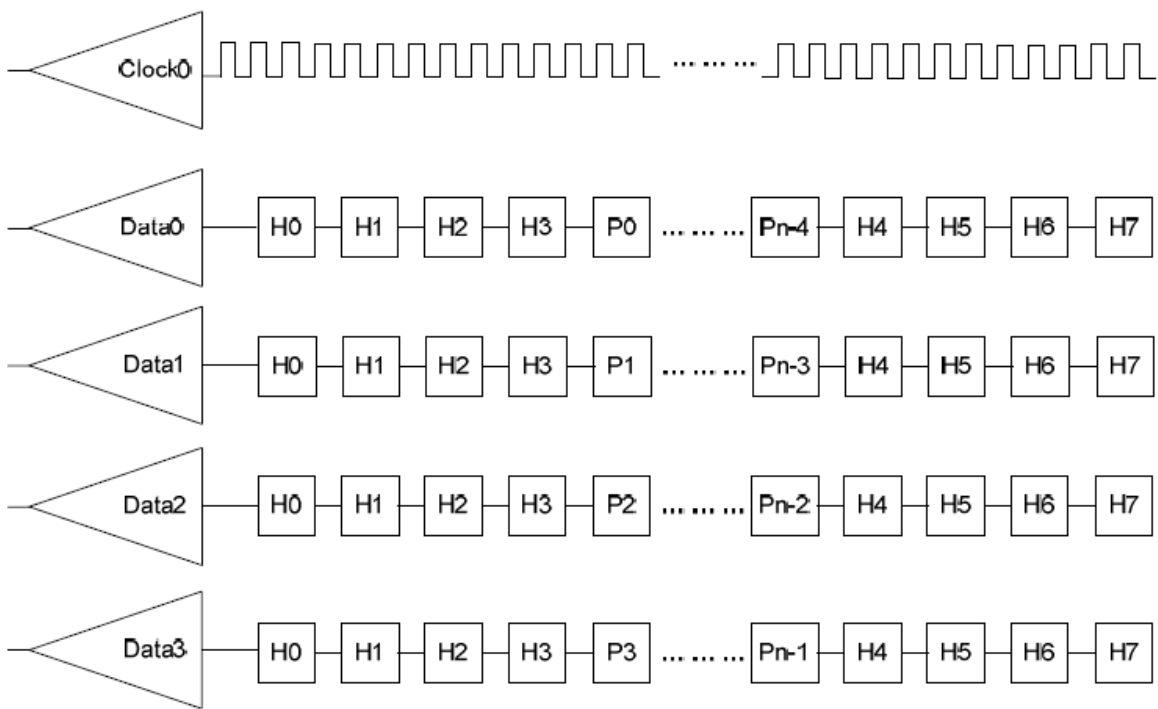 Clock0 ... ... ...
Data0 H0 H1 H2 H3 P0 ... ... ... Pn-4 H4 H5 H6 H7
Data1 H0 H1 H2 H3 P1 ... ... ... Pn-3 H4 H5 H6 H7
Data2 H0 H1 H2 H3 P2 ... ... ... Pn-2 H4 H5 H6 H7
Data3 H0 H1 H2 H3 P3 ... ... ... Pn-1 H4 H5 H6 H7